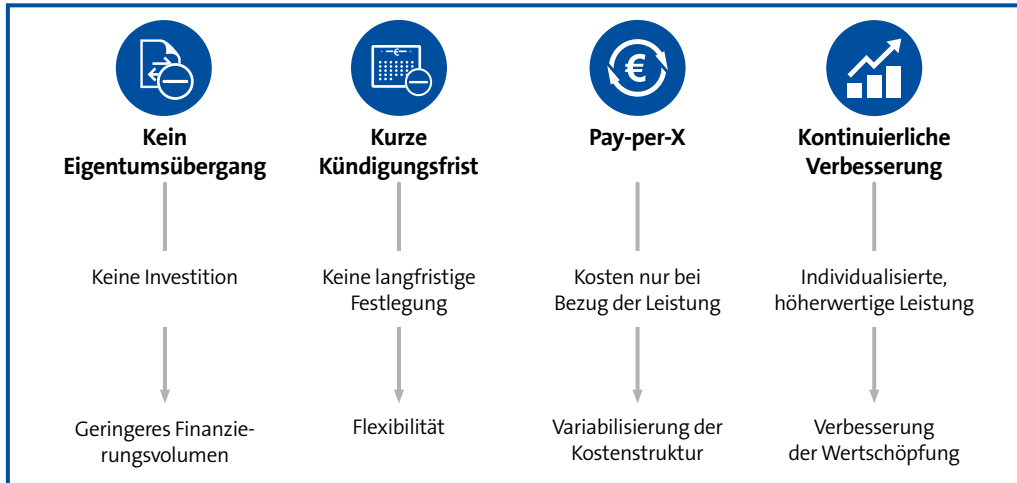 Kein
Eigentumsübergang
Keine Investition
Geringeres Finanzie-
rungsvolumen
Kurze
Kündigungsfrist
Keine langfristige
Festlegung
Flexibilität
€
Pay-per-X
Kosten nur bei
Bezug der Leistung
Variabilisierung der
Kostenstruktur
Kontinuierliche
Verbesserung
Individualisierte,
höherwertige Leistung
Verbesserung
der Wertschöpfung